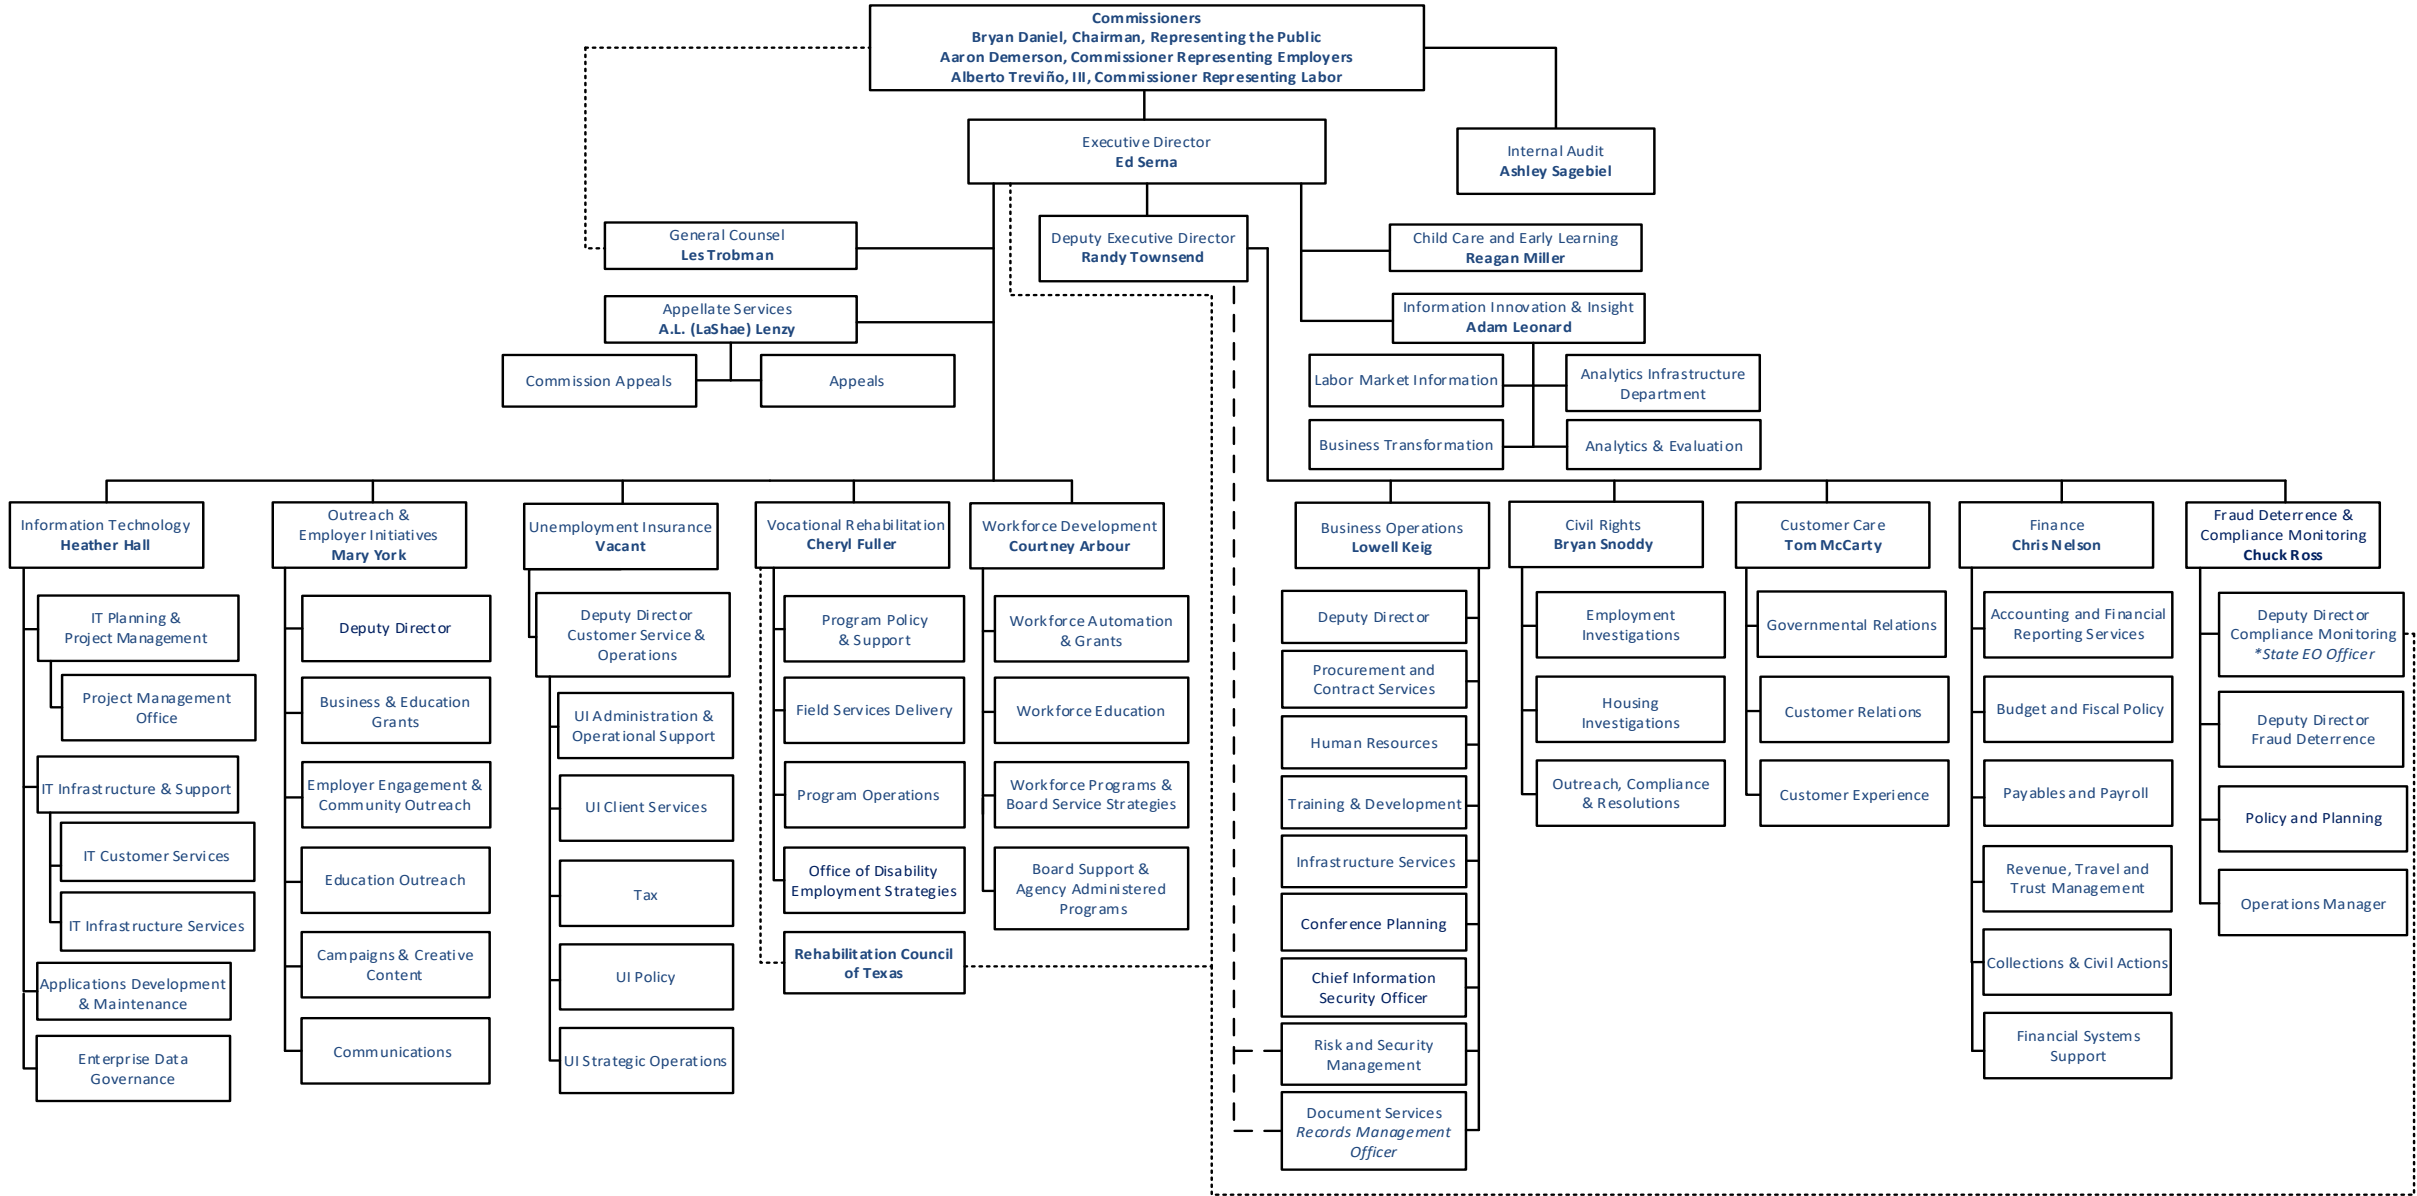 Commissioners
Bryan Daniel, Chairman, Representing the Public
Aaron Demerson, Commissioner Representing Employers
Alberto Treviño, III, Commissioner Representing Labor
Executive Director
Ed Serna
Internal Audit
Ashley Sagebiel
General Counsel
Les Trobman
Deputy Executive Director
Randy Townsend
Child Care and Early Learning
Reagan Miller
Appellate Services
A.L. (LaShae) Lenzy
Information Innovation & Insight
Adam Leonard
Commission Appeals
Appeals
Labor Market Information
Analytics Infrastructure
Department
Business Transformation
Analytics & Evaluation
Information Technology
Heather Hall
IT Planning &
Project Management
Project Management
Office
IT Infrastructure & Support
IT Customer Services
IT Infrastructure Services
Applications Development
& Maintenance
Enterprise Data
Governance
Outreach &
Employer Initiatives
Mary York
Deputy Director
Business & Education
Grants
Employer Engagement &
Community Outreach
Education Outreach
Campaigns & Creative
Content
Communications
Unemployment Insurance
Vacant
Deputy Director
Customer Service &
Operations
UI Administration &
Operational Support
UI Client Services
Tax
UI Policy
UI Strategic Operations
Vocational Rehabilitation
Cheryl Fuller
Program Policy
& Support
Field Services Delivery
Program Operations
Office of Disability
Employment Strategies
Rehabilitation Council
of Texas
Workforce Development
Courtney Arbour
Workforce Automation
& Grants
Workforce Education
Workforce Programs &
Board Service Strategies
Board Support &
Agency Administered
Programs
Business Operations
Lowell Keig
Deputy Director
Procurement and
Contract Services
Human Resources
Training & Development
Infrastructure Services
Conference Planning
Chief Information
Security Officer
Risk and Security
Management
Document Services
Records Management
Officer
Civil Rights
Bryan Snoddy
Employment
Investigations
Housing
Investigations
Outreach, Compliance
& Resolutions
Customer Care
Tom McCarty
Governmental Relations
Customer Relations
Customer Experience
Finance
Chris Nelson
Accounting and Financial
Reporting Services
Budget and Fiscal Policy
Payables and Payroll
Revenue, Travel and
Trust Management
Collections & Civil Actions
Financial Systems
Support
Fraud Deterrence &
Compliance Monitoring
Chuck Ross
Deputy Director
Compliance Monitoring
*State EO Officer
Deputy Director
Fraud Deterrence
Policy and Planning
Operations Manager